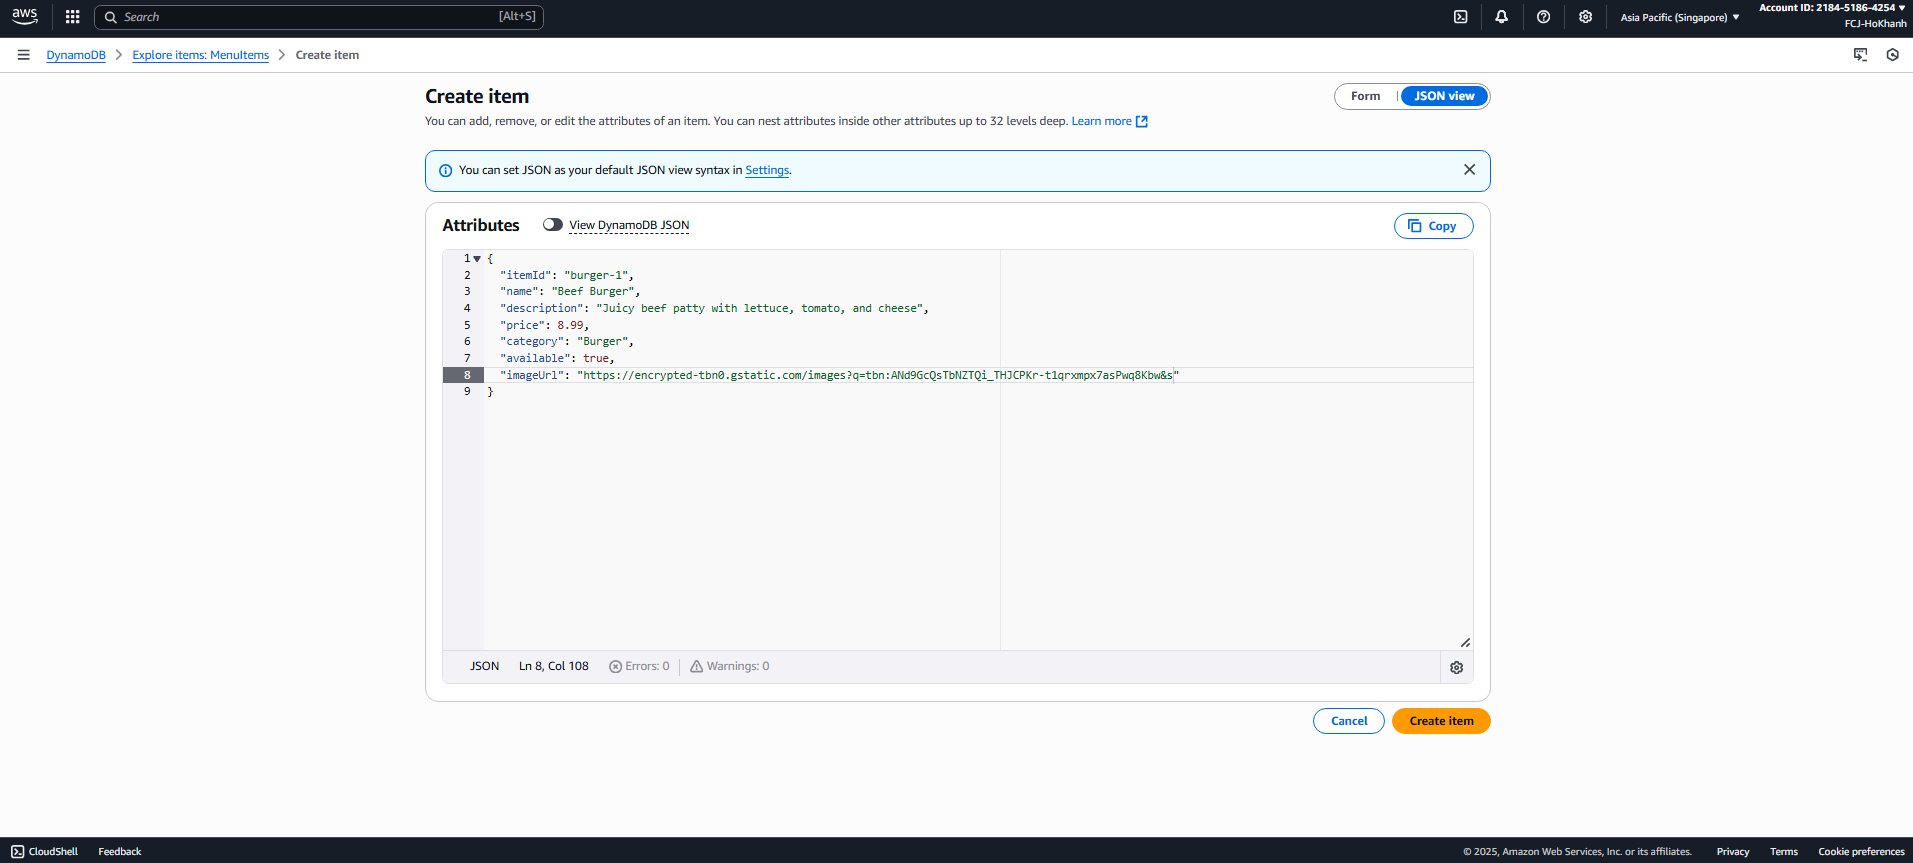 aws
Search [Alt+S]
Asia Pacific (Singapore) ▼
Account ID: 2184-5186-4254 ▼
FCJ-HoKhanh
DynamoDB > Explore items: MenuItems > Create item
Create item
Form | JSON view
You can add, remove, or edit the attributes of an item. You can nest attributes inside other attributes up to 32 levels deep. Learn more
You can set JSON as your default JSON view syntax in Settings.
Attributes View DynamoDB JSON Copy
1 {
2 "itemId": "burger-1",
3 "name": "Beef Burger",
4 "description": "Juicy beef patty with lettuce, tomato, and cheese",
5 "price": 8.99,
6 "category": "Burger",
7 "available": true,
8 "imageUrl": "https://encrypted-tbn0.gstatic.com/images?q=tbn:ANd9GcQsTbNZTQi_THJCPKr-t1qrxmpx7asPwq8Kbw&s"
9 }
JSON Ln 8, Col 108 Errors: 0 Warnings: 0
Cancel Create item
CloudShell Feedback © 2025, Amazon Web Services, Inc. or its affiliates. Privacy Terms Cookie preferences